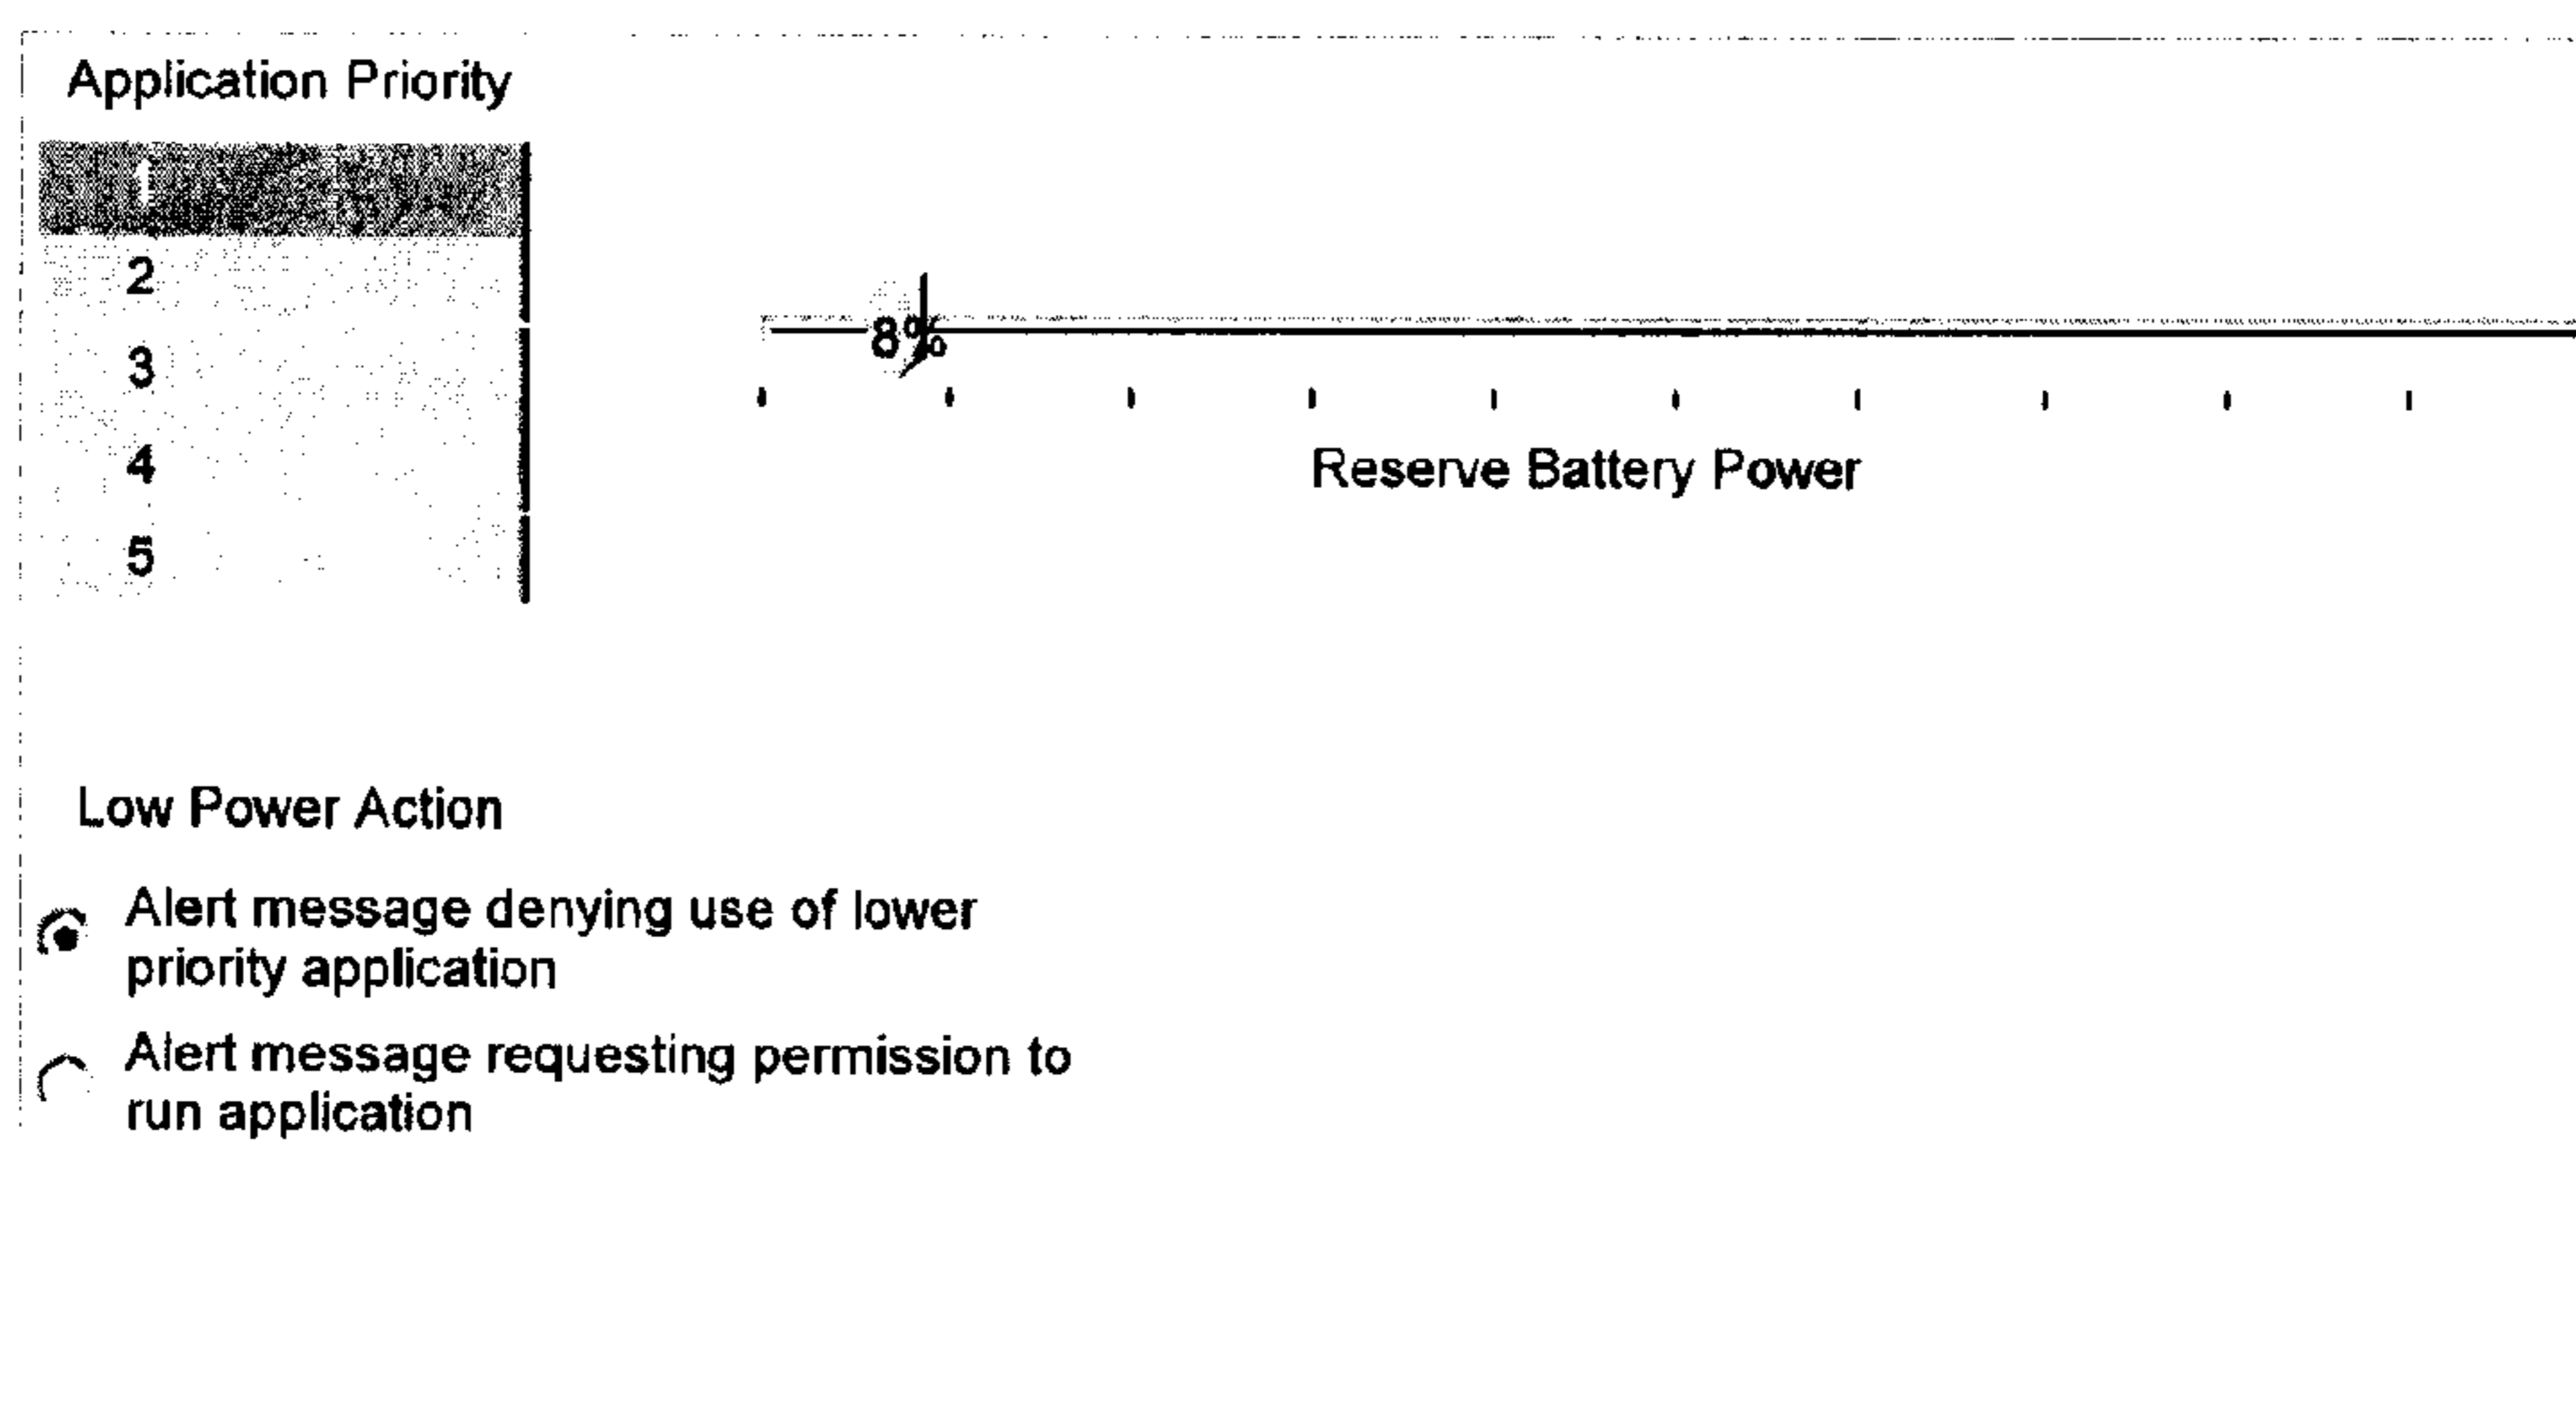 Application Priority
1
2
3
4
5
8%
Reserve Battery Power
Low Power Action
Alert message denying use of lower
priority application
Alert message requesting permission to
run application